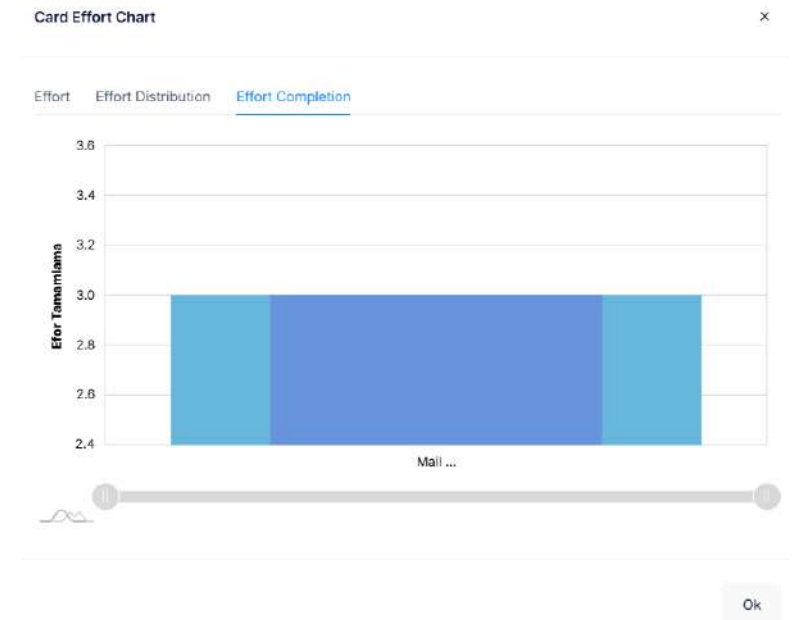 Card Effort Chart
×
Effort Effort Distribution Effort Completion
3.6
3.4
3.2
3.0
2.8
2.6
2.4
Efor Tamamlama
Mail ...
Ok